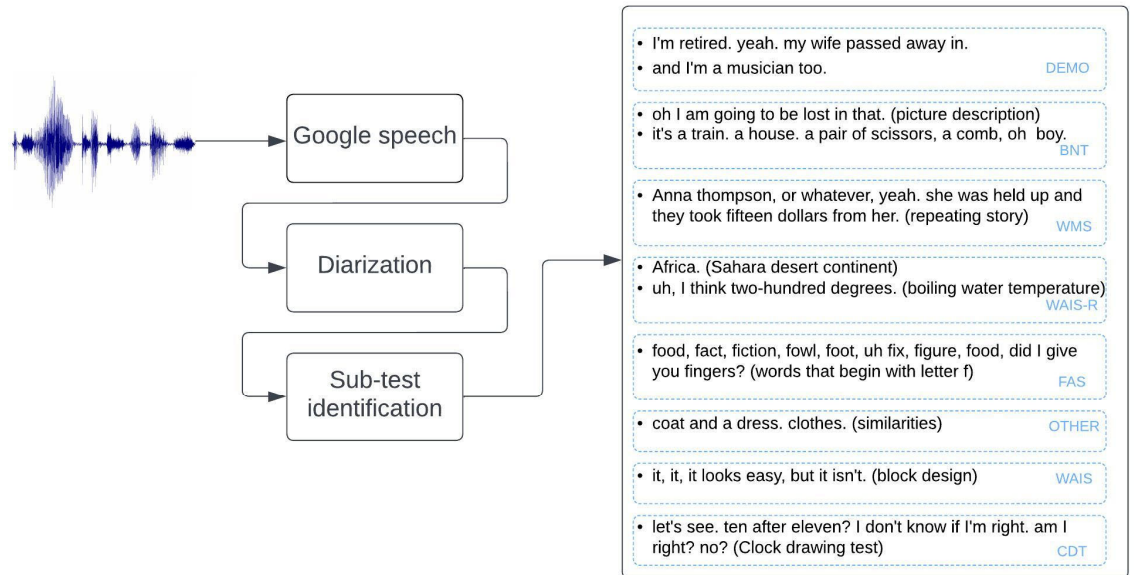 Google speech
Diarization
Sub-test
identification
• I'm retired. yeah. my wife passed away in.
• and I'm a musician too.
DEMO
• oh I am going to be lost in that. (picture description)
• it's a train. a house. a pair of scissors, a comb, oh boy.
BNT
• Anna thompson, or whatever, yeah. she was held up and
they took fifteen dollars from her. (repeating story)
WMS
• Africa. (Sahara desert continent)
• uh, I think two-hundred degrees. (boiling water temperature)
WAIS-R
• food, fact, fiction, fowl, foot, uh fix, figure, food, did I give
you fingers? (words that begin with letter f)
FAS
• coat and a dress. clothes. (similarities)
OTHER
• it, it, it looks easy, but it isn't. (block design)
WAIS
• let's see. ten after eleven? I don't know if I'm right. am I
right? no? (Clock drawing test)
CDT